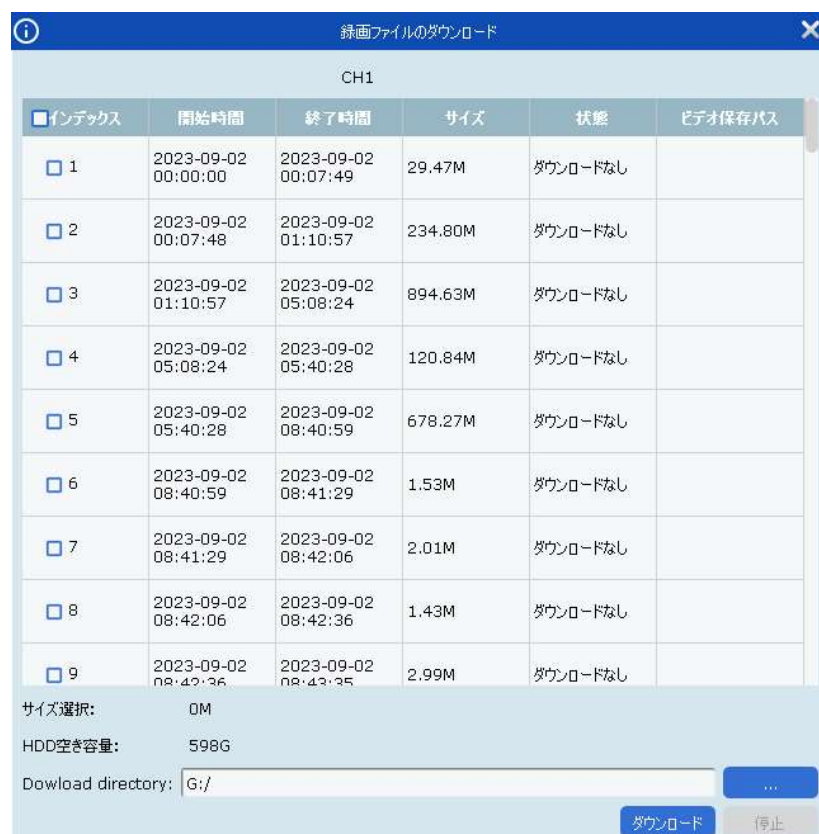 録画ファイルのダウンロード
CH1
インデックス 開始時間 終了時間 サイズ 状態 ビデオ保存パス
1 2023-09-02 00:00:00 2023-09-02 00:07:49 29.47M ダウンロードなし
2 2023-09-02 00:07:48 2023-09-02 01:10:57 234.80M ダウンロードなし
3 2023-09-02 01:10:57 2023-09-02 05:08:24 894.63M ダウンロードなし
4 2023-09-02 05:08:24 2023-09-02 05:40:28 120.84M ダウンロードなし
5 2023-09-02 05:40:28 2023-09-02 08:40:59 678.27M ダウンロードなし
6 2023-09-02 08:40:59 2023-09-02 08:41:29 1.53M ダウンロードなし
7 2023-09-02 08:41:29 2023-09-02 08:42:06 2.01M ダウンロードなし
8 2023-09-02 08:42:06 2023-09-02 08:42:36 1.43M ダウンロードなし
9 2023-09-02 08:42:36 2023-09-02 08:43:35 2.99M ダウンロードなし
サイズ選択: 0M
HDD空き容量: 598G
Dowload directory: G:/ ...
ダウンロード 停止